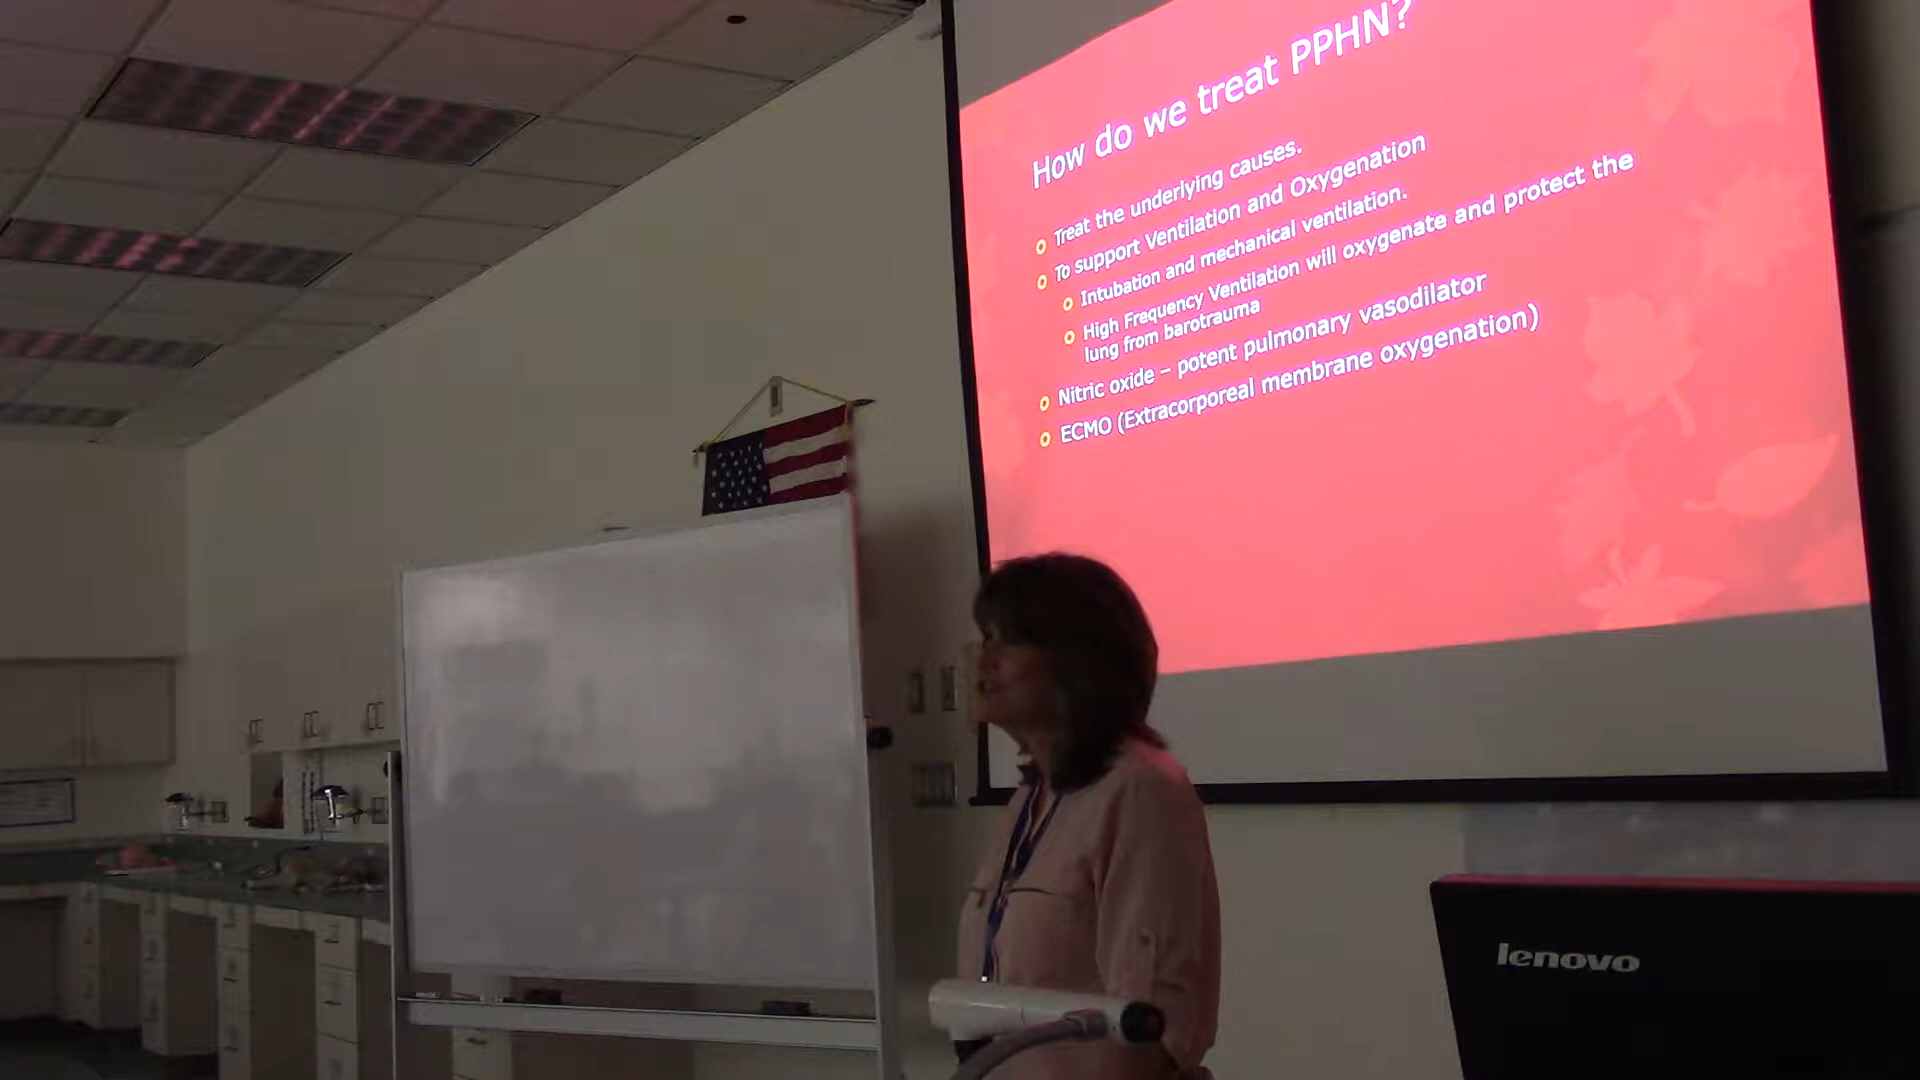 How do we treat PPHN?
Treat the underlying causes.
To support Ventilation and Oxygenation
Intubation and mechanical ventilation.
High Frequency Ventilation will oxygenate and protect the
lung from barotrauma
Nitric oxide – potent pulmonary vasodilator
ECMO (Extracorporeal membrane oxygenation)
lenovo